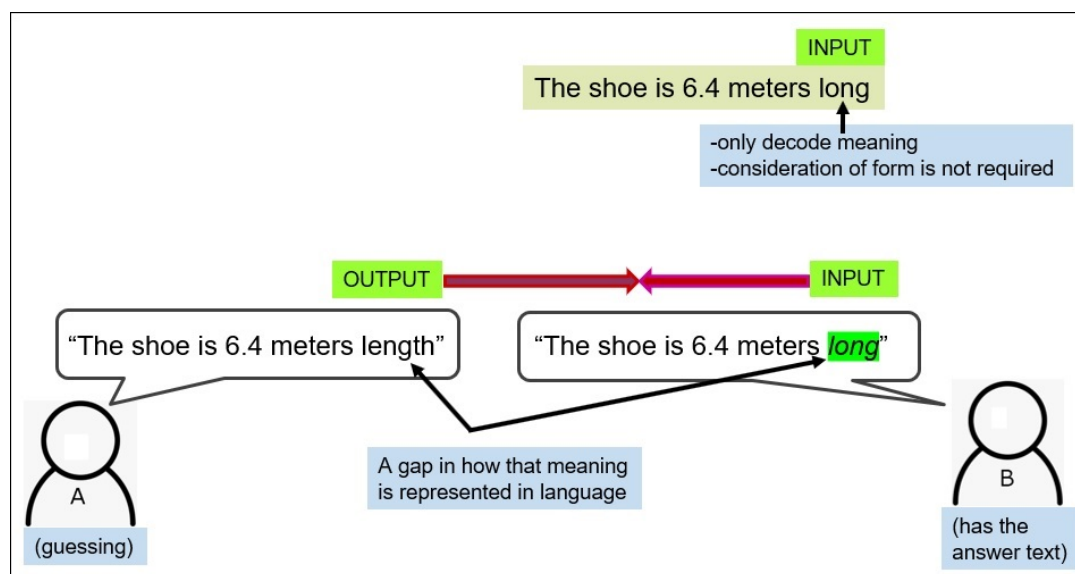 INPUT
The shoe is 6.4 meters long
-only decode meaning
-consideration of form is not required
OUTPUT
INPUT
“The shoe is 6.4 meters length”
“The shoe is 6.4 meters long”
A gap in how that meaning
is represented in language
A
(guessing)
B
(has the
answer text)